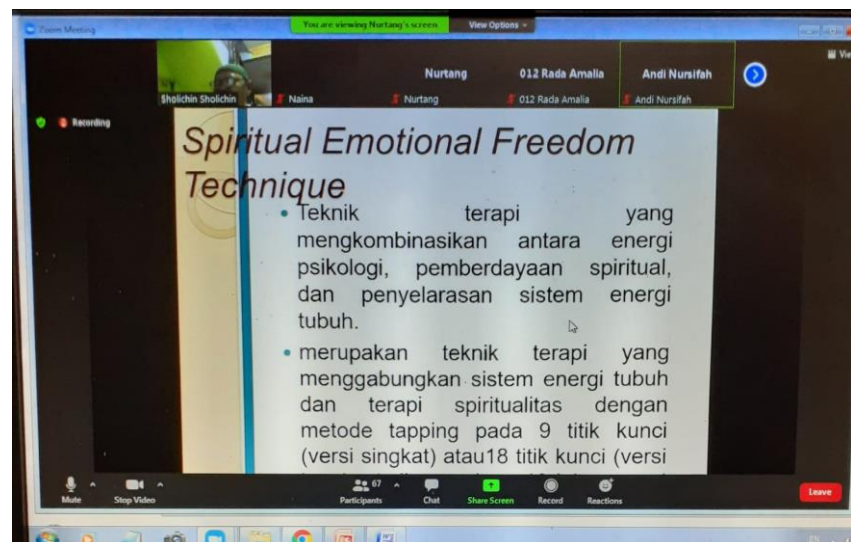 Zoom Meeting
You are viewing Nurtang's screen
View Options
Nurtang
012 Rada Amalia
Andi Nursifah
Sholichin Sholichin
Naina
Nurtang
012 Rada Amalia
Andi Nursifah
Recording
Spiritual Emotional Freedom
Technique
• Teknik terapi yang
mengkombinasikan antara energi
psikologi, pemberdayaan spiritual,
dan penyelarasan sistem energi
tubuh.
• merupakan teknik terapi yang
menggabungkan sistem energi tubuh
dan terapi spiritualitas dengan
metode tapping pada 9 titik kunci
(versi singkat) atau18 titik kunci (versi
Mute
Stop Video
67
Participants
Chat
Share Screen
Record
Reactions
Leave